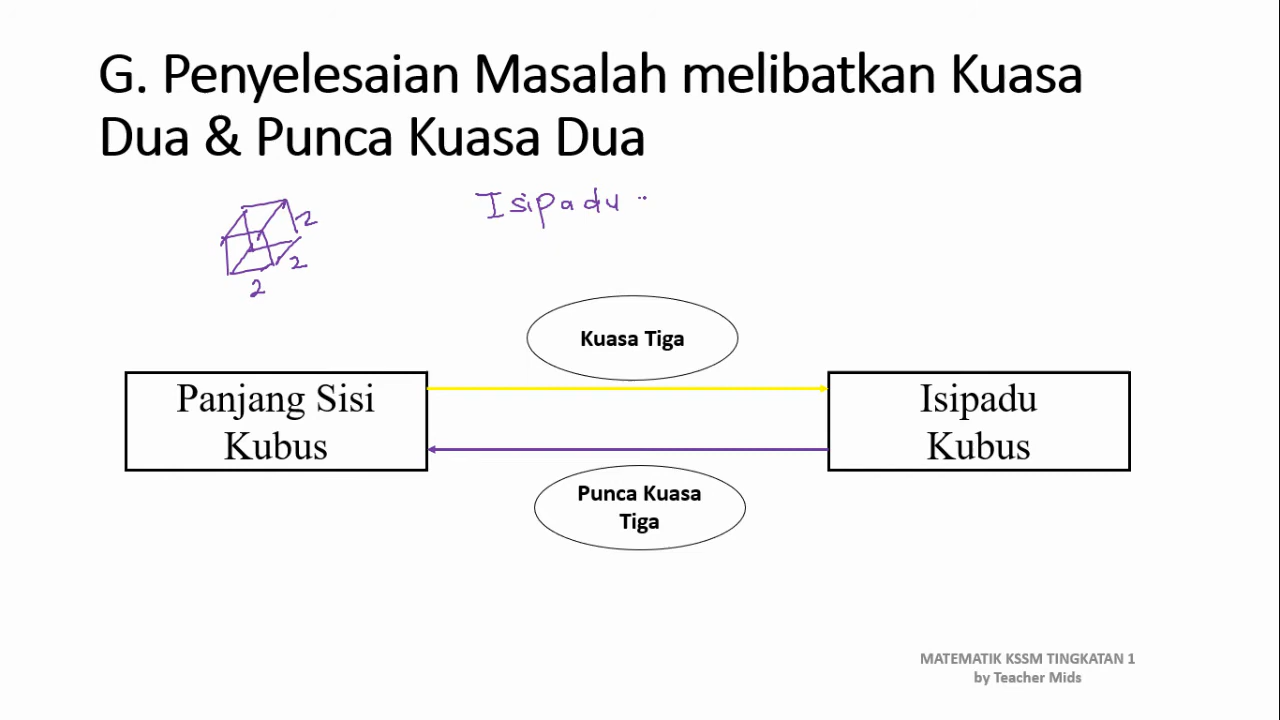 G. Penyelesaian Masalah melibatkan Kuasa
Dua & Punca Kuasa Dua
2
2
2
Isipadu
Kuasa Tiga
Panjang Sisi
Kubus
Isipadu
Kubus
Punca Kuasa
Tiga
MATEMATIK KSSM TINGKATAN 1
by Teacher Mids